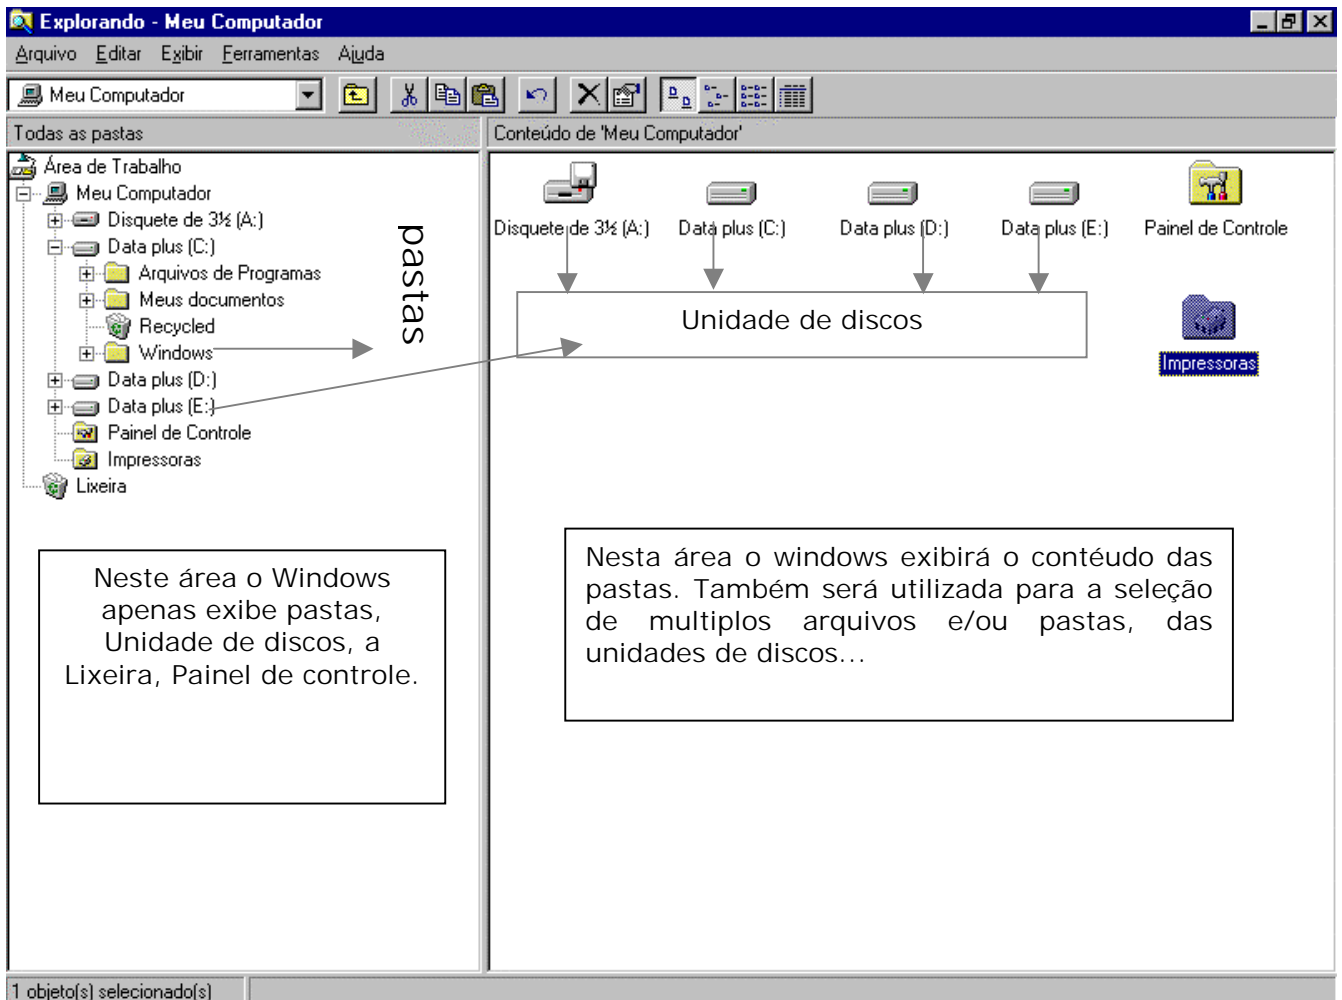 Explorando - Meu Computador
Arquivo Editar Exibir Ferramentas Ajuda
Meu Computador
Todas as pastas
Conteúdo de 'Meu Computador'
Área de Trabalho
Meu Computador
Disquete de 3½ (A:)
Data plus (C:)
Arquivos de Programas
Meus documentos
Recycled
Windows
Data plus (D:)
Data plus (E:)
Painel de Controle
Impressoras
Lixeira
pastas
Neste área o Windows
apenas exibe pastas,
Unidade de discos, a
Lixeira, Painel de controle.
Disquete de 3½ (A:)
Data plus (C:)
Data plus (D:)
Data plus (E:)
Painel de Controle
Unidade de discos
Impressoras
Nesta área o windows exibirá o contéudo das
pastas. Também será utilizada para a seleção
de multiplos arquivos e/ou pastas, das
unidades de discos...
1 objeto(s) selecionado(s)